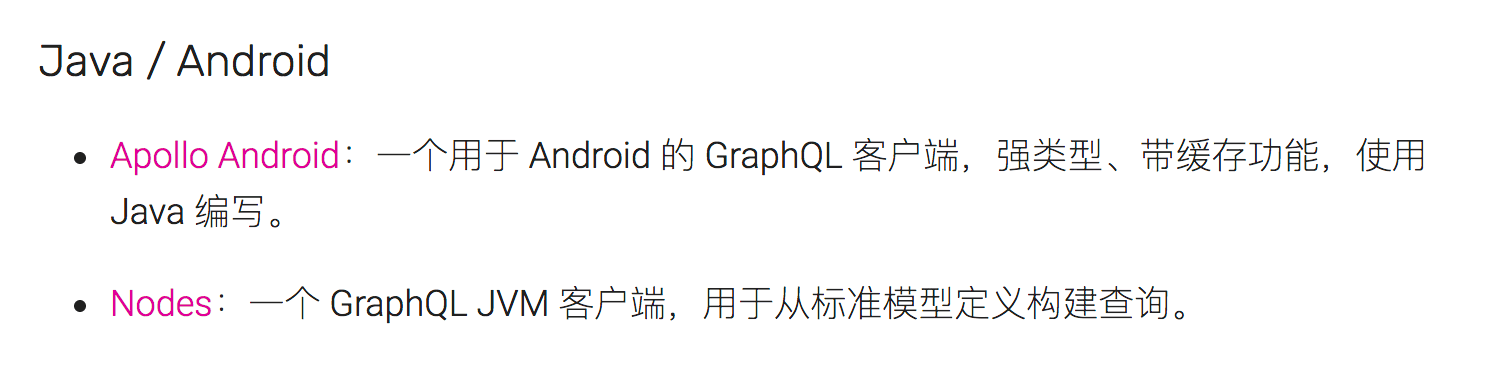 Java / Android
• Apollo Android：一个用于 Android 的 GraphQL 客户端，强类型、带缓存功能，使用
Java 编写。
• Nodes：一个 GraphQL JVM 客户端，用于从标准模型定义构建查询。